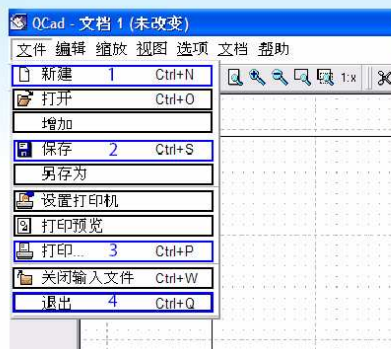 QCad - 文档 1 (未改变)
文件 编辑 缩放 视图 选项 文档 帮助
新建 1 Ctrl+N
1:x
打开 Ctrl+O
增加
保存 2 Ctrl+S
另存为
设置打印机
打印预览
打印... 3 Ctrl+P
关闭输入文件 Ctrl+W
退出 4 Ctrl+Q